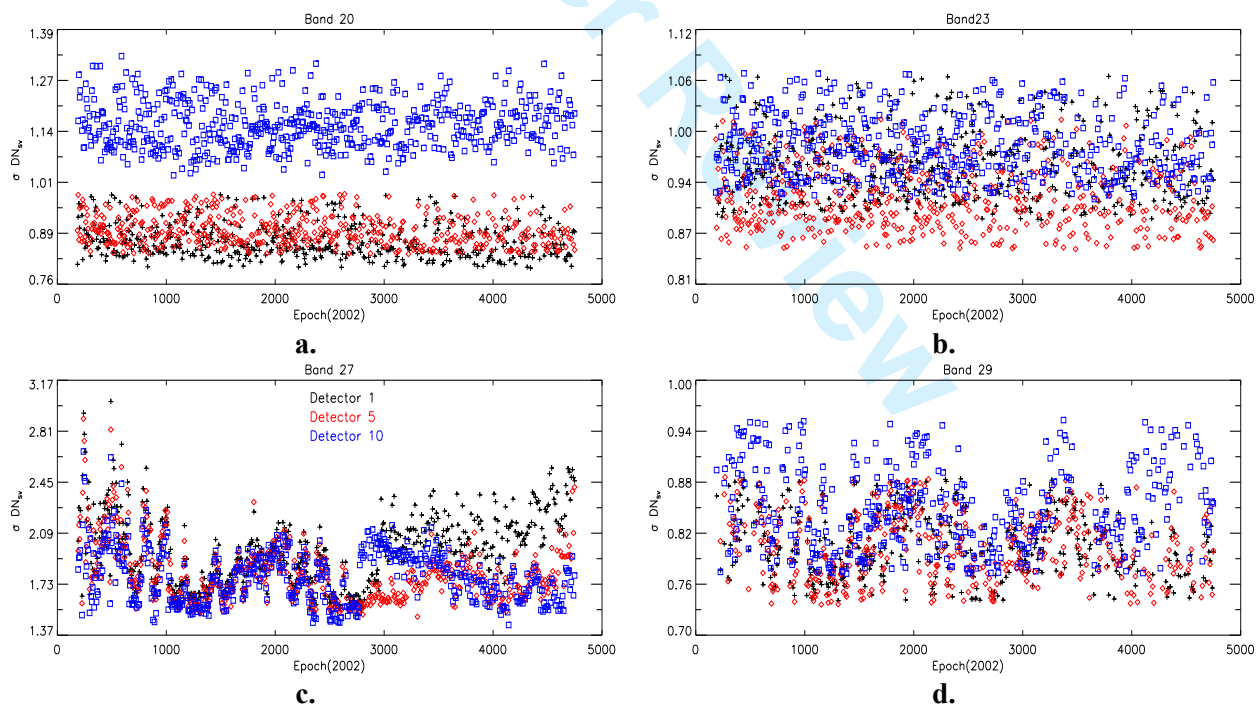 Band 20
1.39
1.27
1.14
1.01
0.89
0.76
σ DNsv
0 1000 2000 3000 4000 5000
Epoch(2002)
a.
Band23
1.12
1.06
1.00
0.94
0.87
0.81
σ DNsv
0 1000 2000 3000 4000 5000
Epoch(2002)
b.
Band 27
3.17
2.81
2.45
2.09
1.73
1.37
σ DNsv
Detector 1
Detector 5
Detector 10
0 1000 2000 3000 4000 5000
Epoch(2002)
c.
Band 29
1.00
0.94
0.88
0.82
0.76
0.70
σ DNsv
0 1000 2000 3000 4000 5000
Epoch(2002)
d.
Review